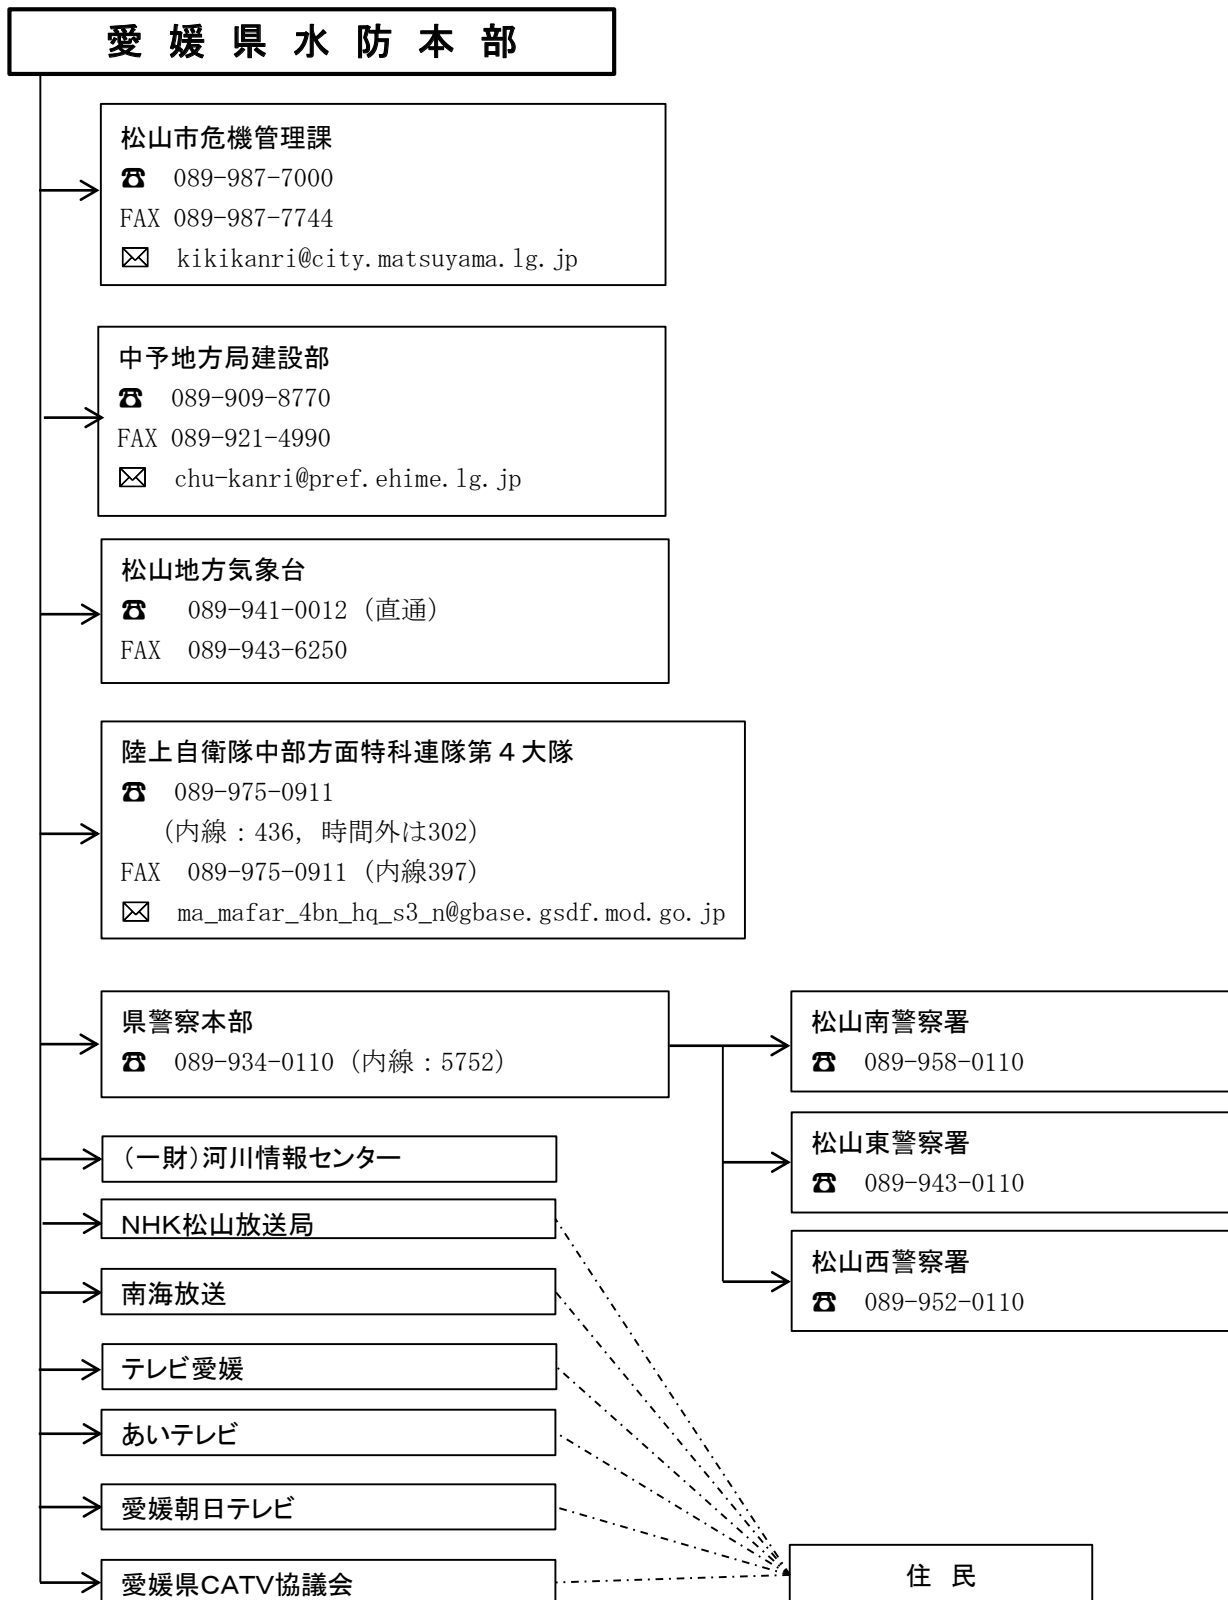 愛媛県水防本部
松山市危機管理課
☎ 089-987-7000
FAX 089-987-7744
✉ kikikanri@city.matsuyama.lg.jp
中予地方局建設部
☎ 089-909-8770
FAX 089-921-4990
✉ chu-kanri@pref.ehime.lg.jp
松山地方気象台
☎ 089-941-0012（直通）
FAX 089-943-6250
陸上自衛隊中部方面特科連隊第４大隊
☎ 089-975-0911
（内線：436，時間外は302）
FAX 089-975-0911（内線397）
✉ ma_mafar_4bn_hq_s3_n@gbase.gsdf.mod.go.jp
県警察本部
☎ 089-934-0110（内線：5752）
松山南警察署
☎ 089-958-0110
松山東警察署
☎ 089-943-0110
松山西警察署
☎ 089-952-0110
（一財）河川情報センター
NHK松山放送局
南海放送
テレビ愛媛
あいテレビ
愛媛朝日テレビ
愛媛県CATV協議会
住 民